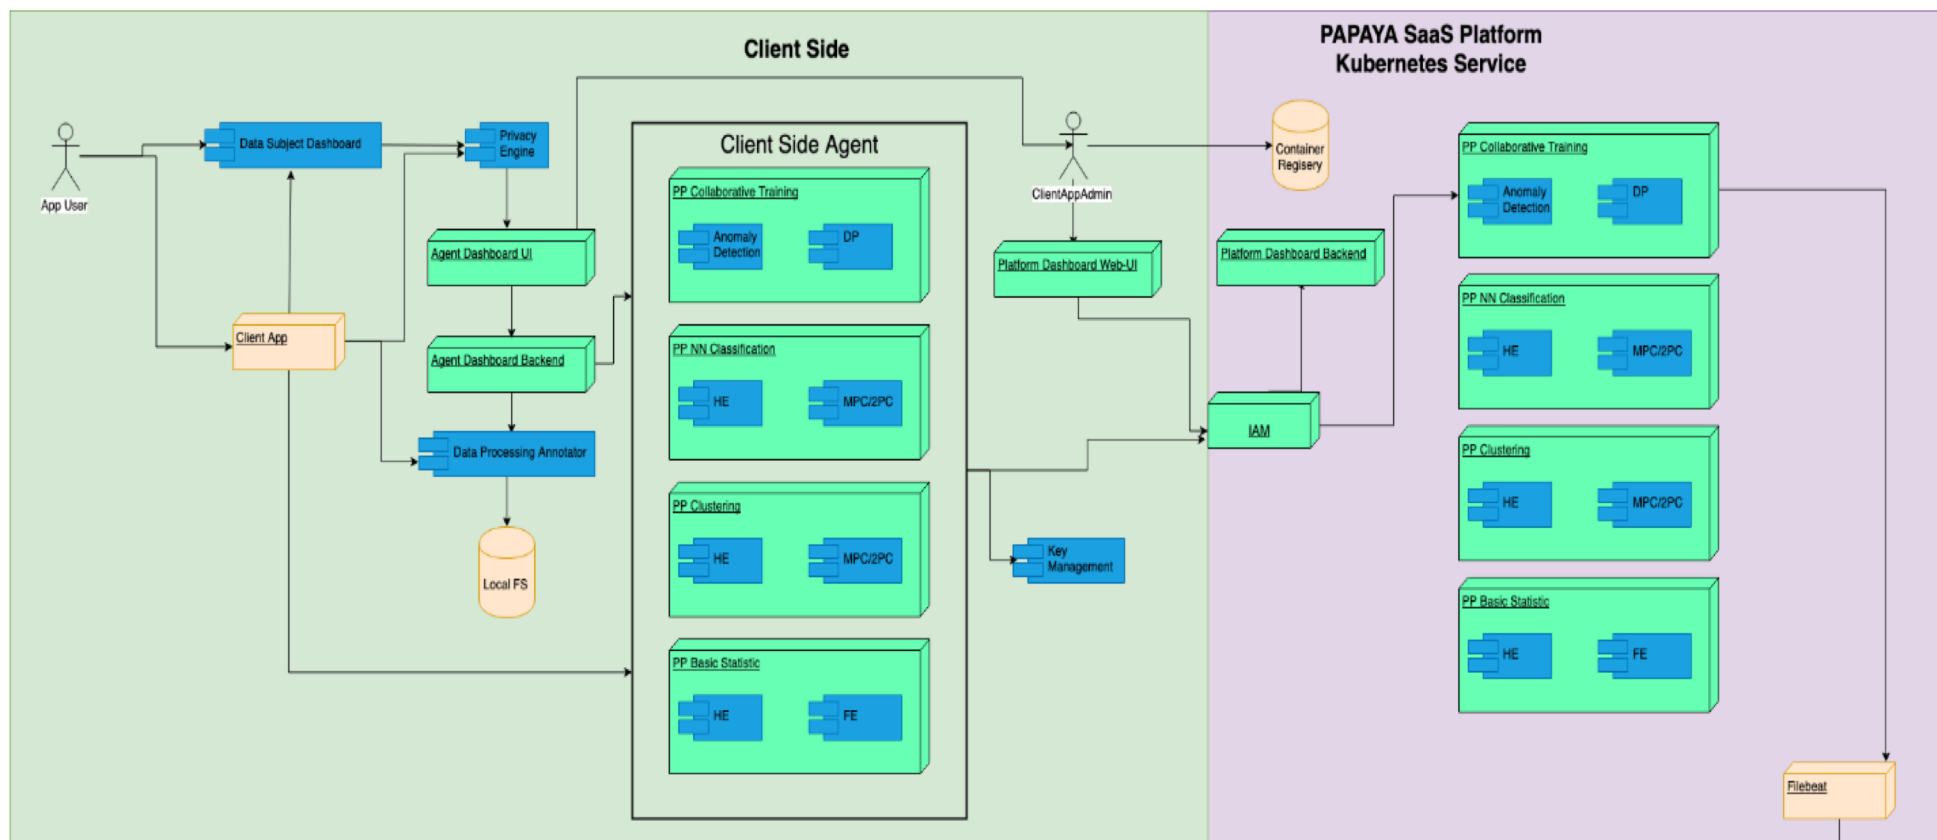 Client Side
PAPAYA SaaS Platform
Kubernetes Service
App User
Data Subject Dashboard
Privacy
Engine
Agent Dashboard UI
Client App
Agent Dashboard Backend
Data Processing Annotator
Local FS
Client Side Agent
PP Collaborative Training
Anomaly
Detection
DP
PP NN Classification
HE
MPC/2PC
PP Clustering
HE
MPC/2PC
PP Basic Statistic
HE
FE
ClientAppAdmin
Platform Dashboard Web-UI
Key
Management
Container
Regisery
Platform Dashboard Backend
IAM
PP Collaborative Training
Anomaly
Detection
DP
PP NN Classification
HE
MPC/2PC
PP Clustering
HE
MPC/2PC
PP Basic Statistic
HE
FE
Filebeat